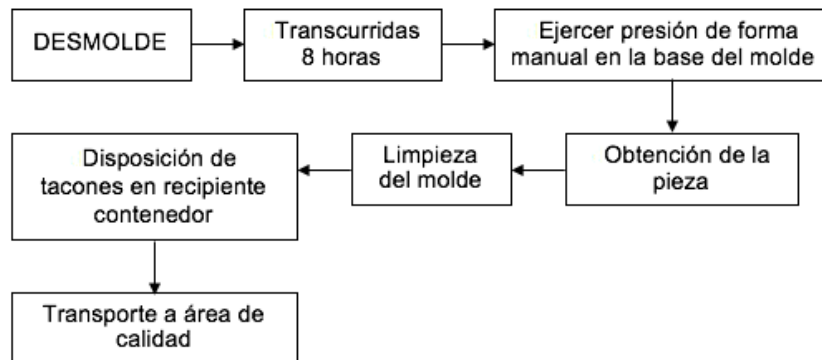 DESMOLDE
Transcurridas
8 horas
Ejercer presión de forma
manual en la base del molde
Obtención de la
pieza
Limpieza
del molde
Disposición de
tacones en recipiente
contenedor
Transporte a área de
calidad